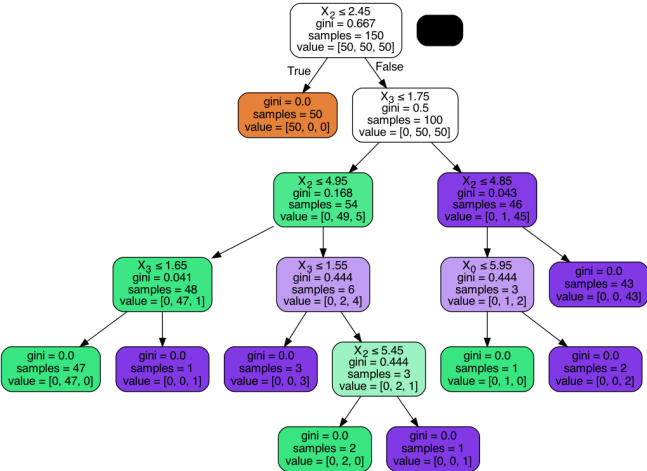 X₂ ≤ 2.45
gini = 0.667
samples = 150
value = [50, 50, 50]
True
False
gini = 0.0
samples = 50
value = [50, 0, 0]
X₃ ≤ 1.75
gini = 0.5
samples = 100
value = [0, 50, 50]
X₂ ≤ 4.95
gini = 0.168
samples = 54
value = [0, 49, 5]
X₂ ≤ 4.85
gini = 0.043
samples = 46
value = [0, 1, 45]
X₃ ≤ 1.65
gini = 0.041
samples = 48
value = [0, 47, 1]
X₃ ≤ 1.55
gini = 0.444
samples = 6
value = [0, 2, 4]
X₀ ≤ 5.95
gini = 0.444
samples = 3
value = [0, 1, 2]
gini = 0.0
samples = 43
value = [0, 0, 43]
gini = 0.0
samples = 47
value = [0, 47, 0]
gini = 0.0
samples = 1
value = [0, 0, 1]
gini = 0.0
samples = 3
value = [0, 0, 3]
X₂ ≤ 5.45
gini = 0.444
samples = 3
value = [0, 2, 1]
gini = 0.0
samples = 1
value = [0, 1, 0]
gini = 0.0
samples = 2
value = [0, 0, 2]
gini = 0.0
samples = 2
value = [0, 2, 0]
gini = 0.0
samples = 1
value = [0, 0, 1]